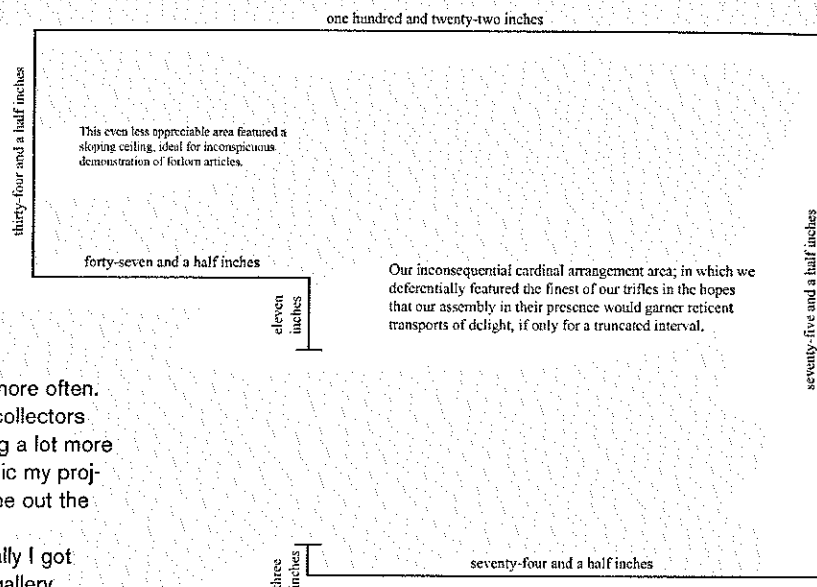 one hundred and twenty-two inches
thirty-four and a half inches
This even less appreciable area featured a
sloping ceiling, ideal for inconspicuous
demonstration of forlorn articles.
forty-seven and a half inches
eleven
inches
Our inconsequential cardinal arrangement area; in which we
deferentially featured the finest of our trifles in the hopes
that our assembly in their presence would garner reticent
transports of delight, if only for a truncated interval.
seventy-five and a half inches
more often.
collectors
g a lot more
ic my proj-
ee out the
ally I got
gallery
three
inches
seventy-four and a half inches